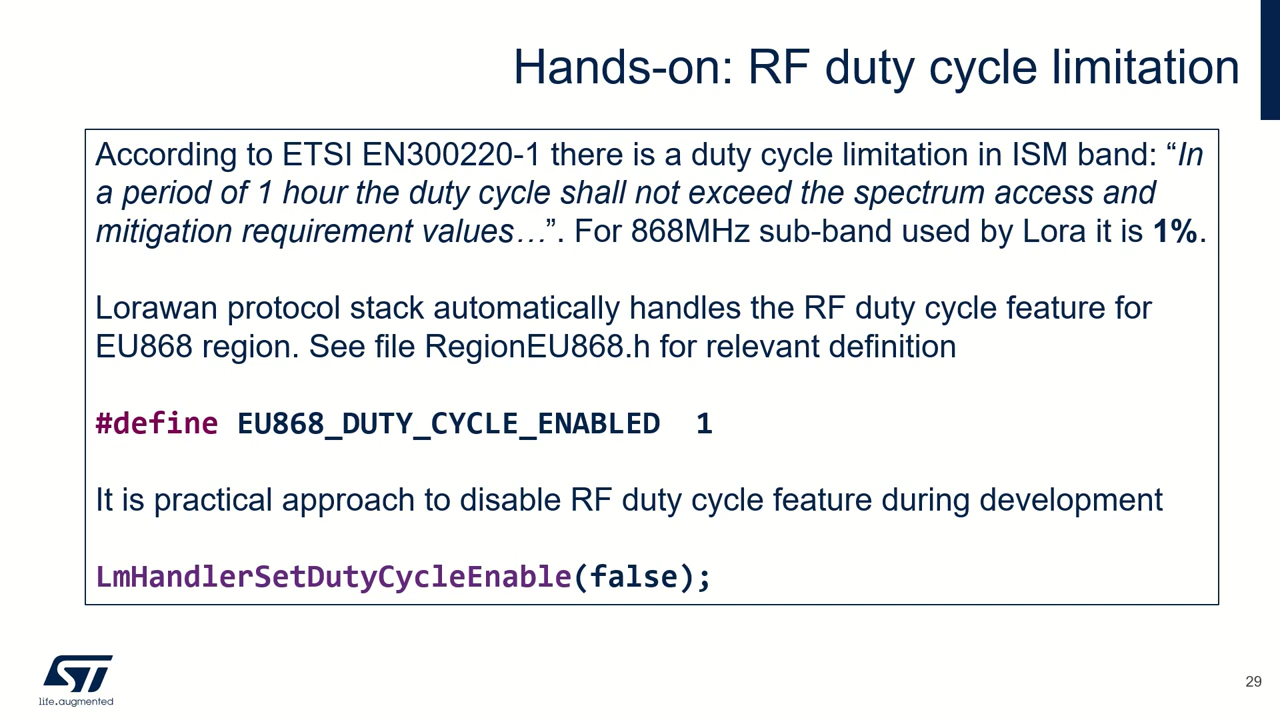 Hands-on: RF duty cycle limitation
According to ETSI EN300220-1 there is a duty cycle limitation in ISM band: “In
a period of 1 hour the duty cycle shall not exceed the spectrum access and
mitigation requirement values…”. For 868MHz sub-band used by Lora it is 1%.
Lorawan protocol stack automatically handles the RF duty cycle feature for
EU868 region. See file RegionEU868.h for relevant definition
#define EU868_DUTY_CYCLE_ENABLED 1
It is practical approach to disable RF duty cycle feature during development
LmHandlerSetDutyCycleEnable(false);
ST
life.augmented
29